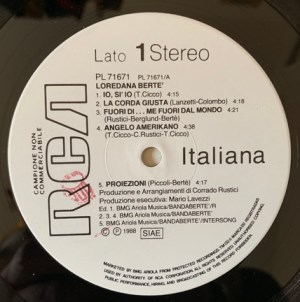 Lato 1 Stereo
PL 71671 PL 71671/A
LOREDANA BERTE'
1. IO, SI' IO (T.Cicco) 4:15
2. LA CORDA GIUSTA (Lanzetti-Colombo) 4:18
3. FUORI DI... ME FUORI DAL MONDO 4:21
(Rustici-Berglund-Bertè)
4. ANGELO AMERIKANO 4:38
(T.Cicco-C.Rustici-T.Cicco)
RCA
CAMPIONE NON
COMMERCIABILE
Italiana
5. PROIEZIONI (Piccoli-Bertè) 4:17
Produzione e Arrangiamenti di Corrado Rustici
Produzione esecutiva: Mario Lavezzi
Ed. 1. BMG Ariola Musica/BANDABERTE'/R
2. 3. BMG Ariola Musica/BANDABERTE'
4. 5. BMG Ariola Musica/BANDABERTE'/INTERSONG
© ℗ 1988 SIAE